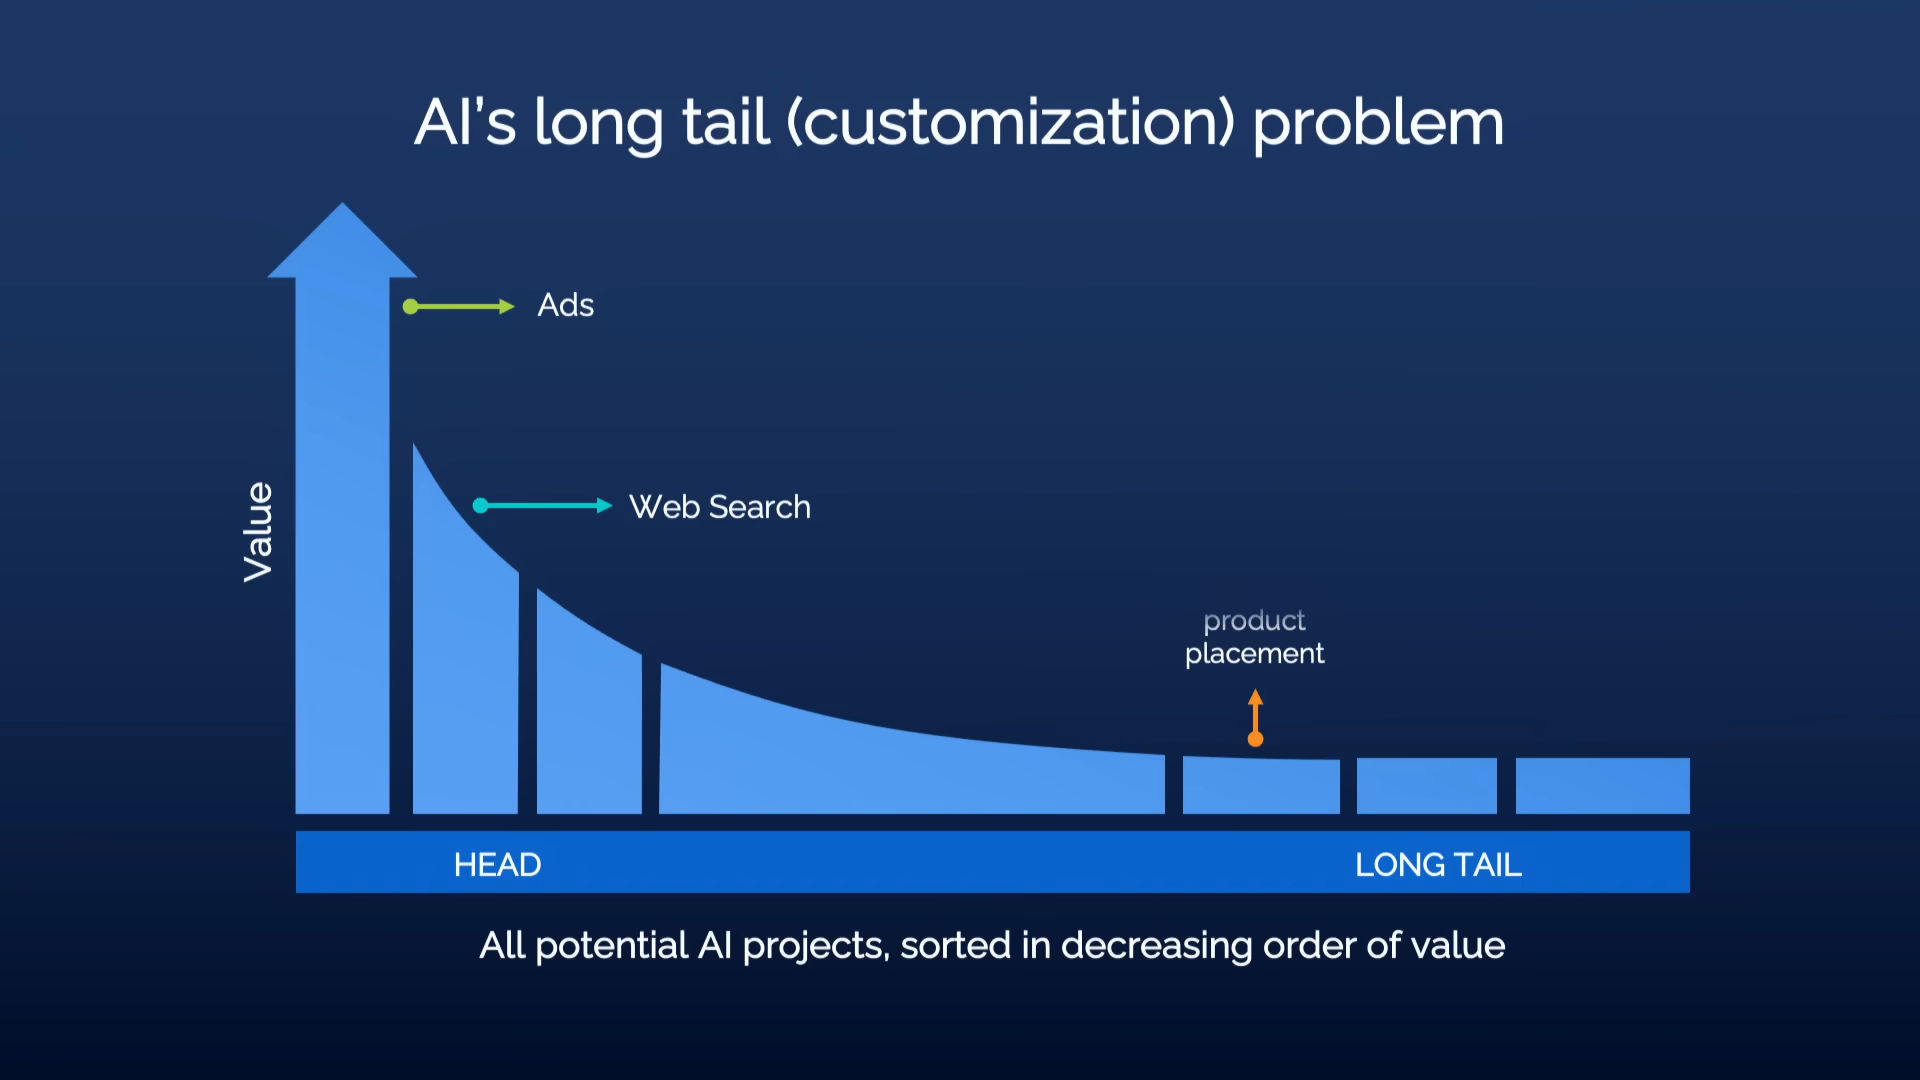 AI's long tail (customization) problem
Ads
Value
Web Search
product
placement
HEAD
LONG TAIL
All potential AI projects, sorted in decreasing order of value